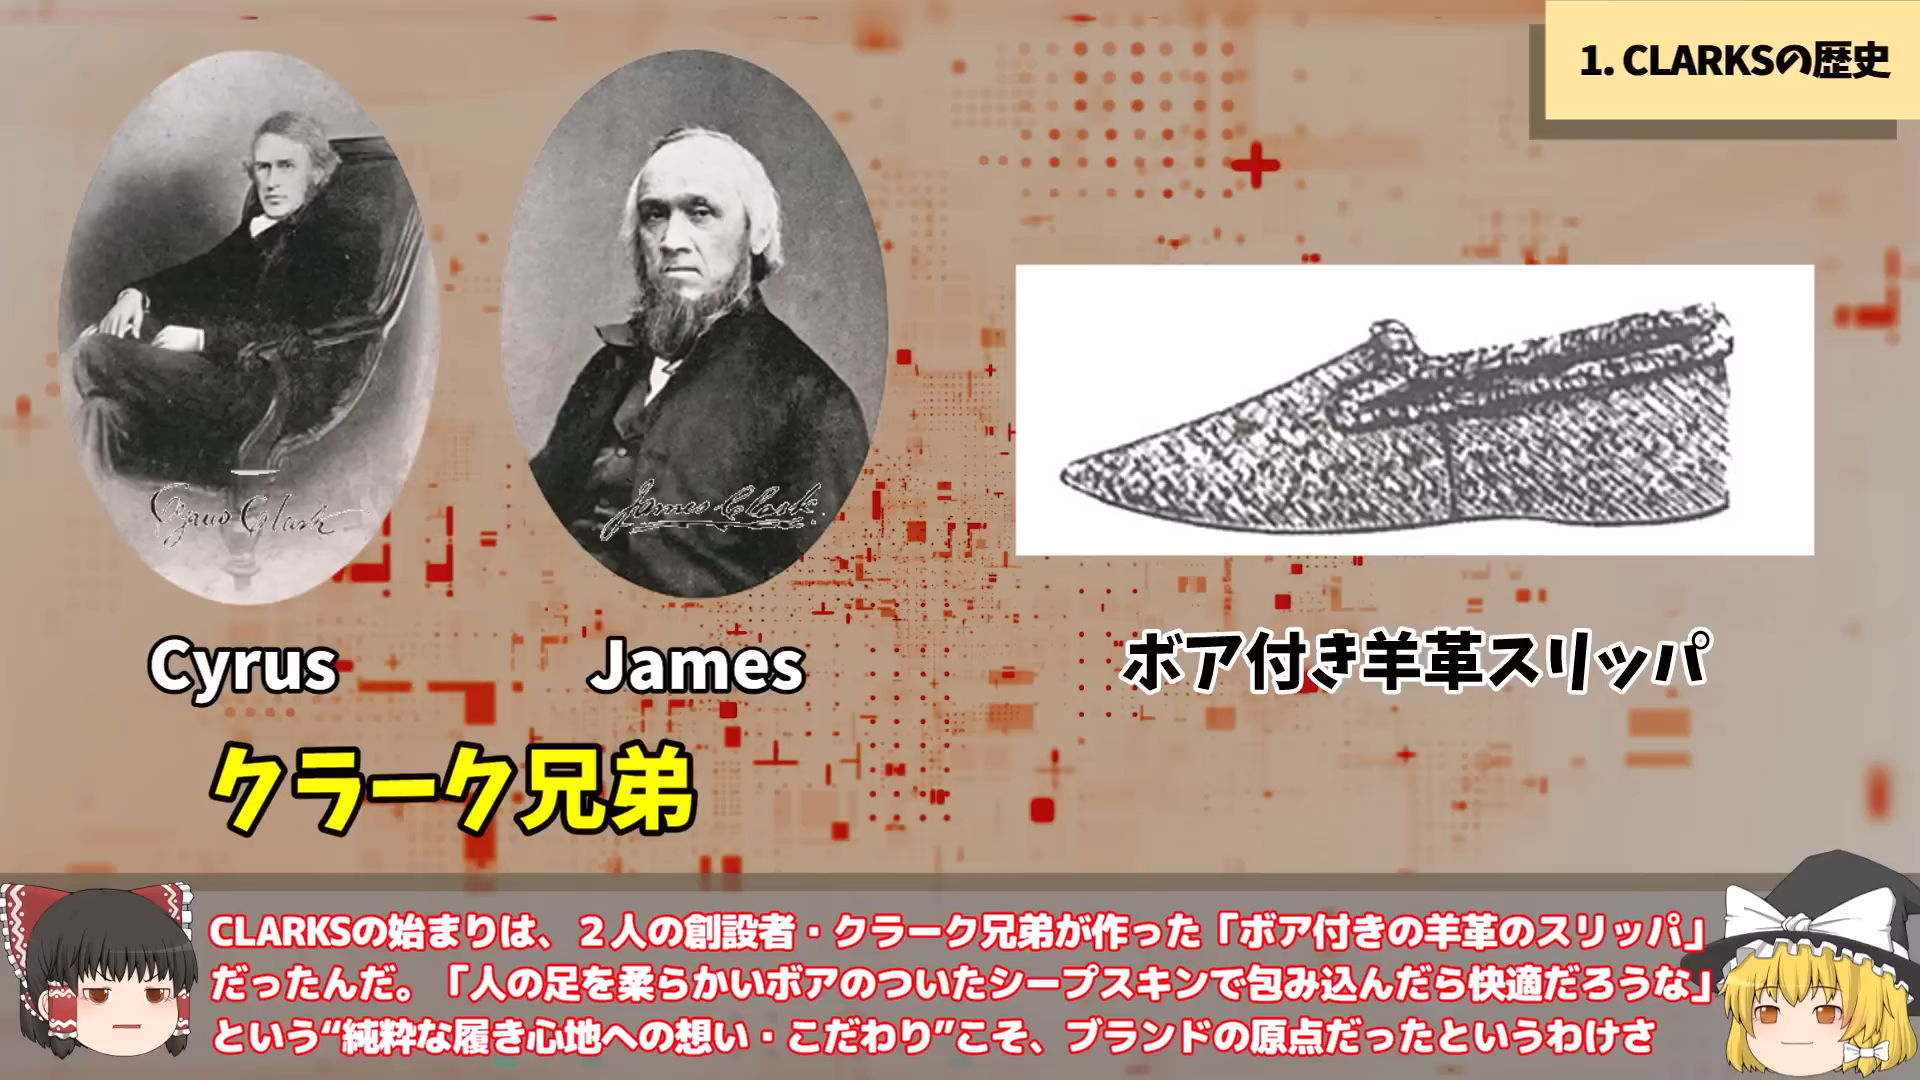 1. CLARKSの歴史
Cyrus Clark
James Clark
Cyrus
James
ボア付き羊革スリッパ
クラーク兄弟
CLARKSの始まりは、２人の創設者・クラーク兄弟が作った「ボア付きの羊革のスリッパ」
だったんだ。「人の足を柔らかいボアのついたシープスキンで包み込んだら快適だろうな」
という“純粋な履き心地への想い・こだわり”こそ、ブランドの原点だったというわけさ